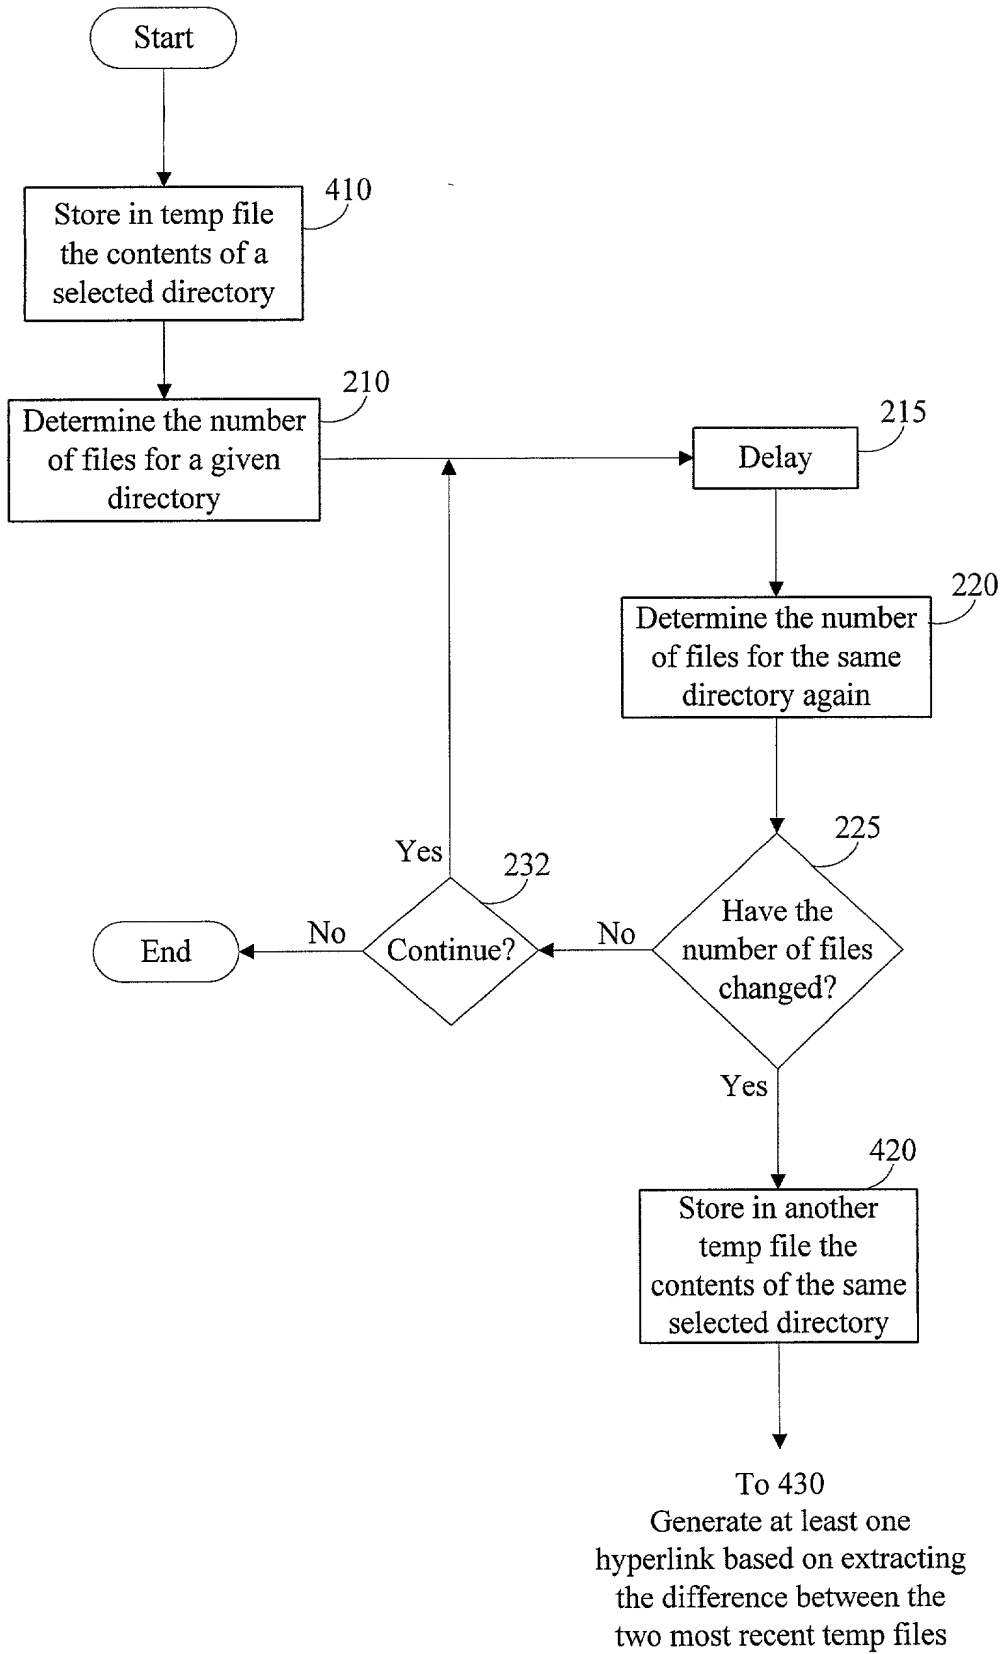 Start
410
Store in temp file
the contents of a
selected directory
210
Determine the number
of files for a given
directory
215
Delay
220
Determine the number
of files for the same
directory again
225
Have the
number of files
changed?
No
232
Continue?
Yes
No
End
Yes
420
Store in another
temp file the
contents of the same
selected directory
To 430
Generate at least one
hyperlink based on extracting
the difference between the
two most recent temp files